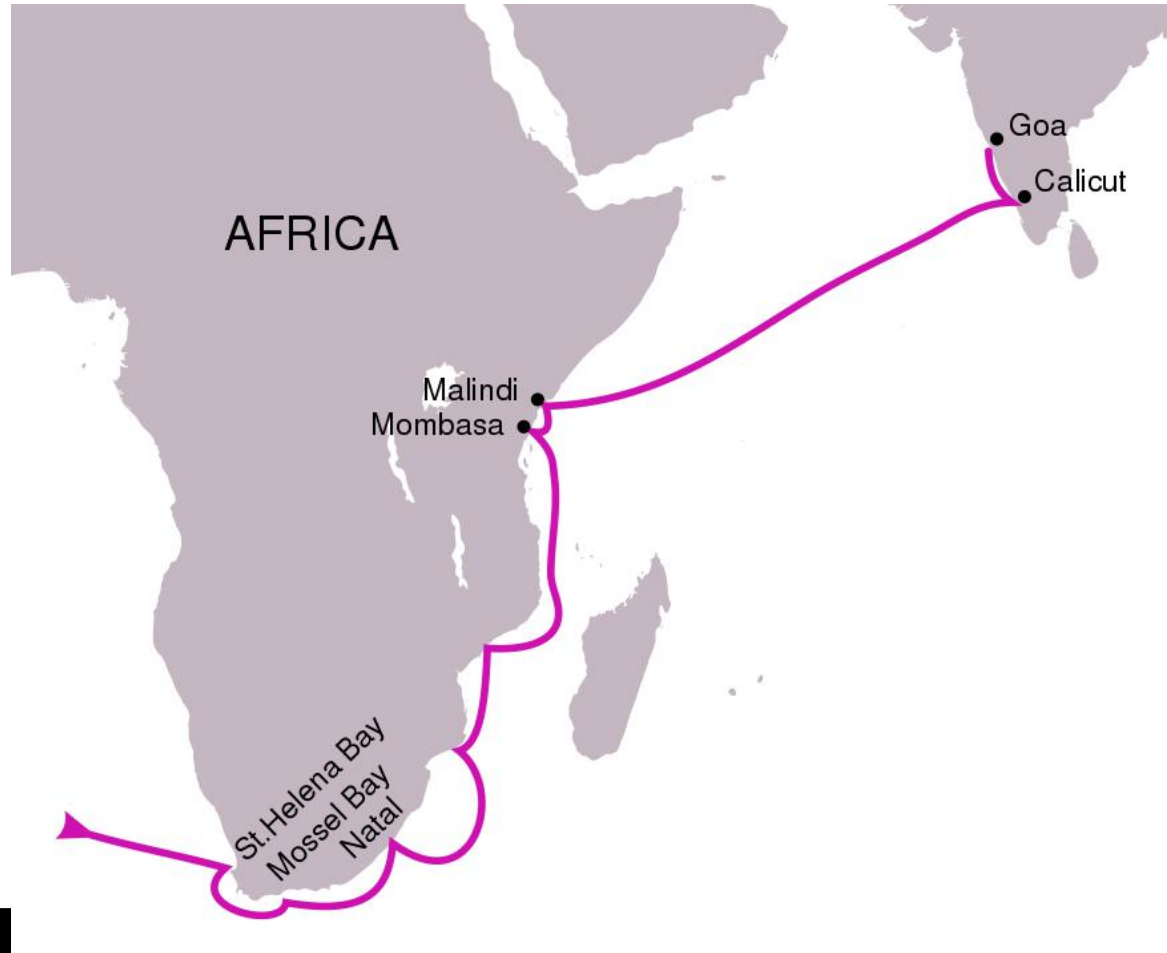 Goa
Calicut
AFRICA
Malindi
Mombasa
St.Helena Bay
Mossel Bay
Natal